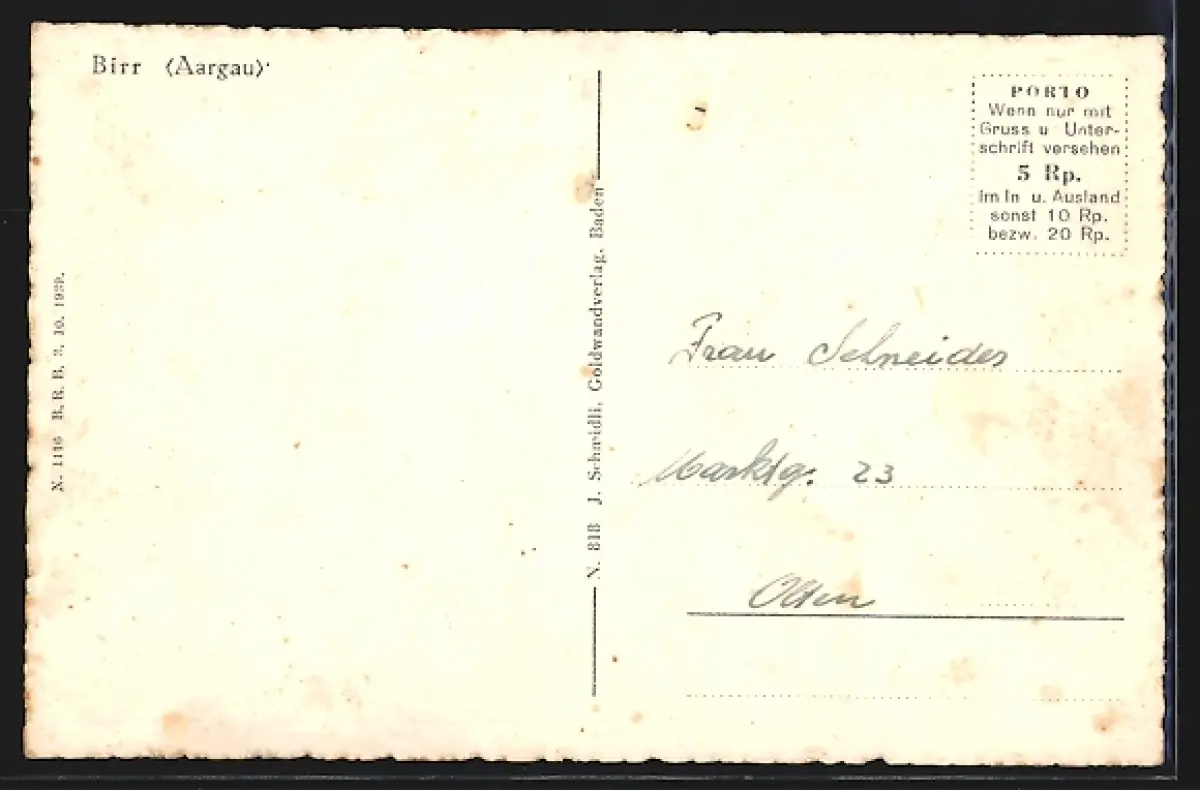 Birr (Aargau)
PORTO
Wenn nur mit
Gruss u Unter-
schrift versehen
5 Rp.
im In u. Ausland
sonst 10 Rp.
bezw. 20 Rp.
N. 1116 B. R. B. 3. 10. 1939.
N. 818 J. Schmidli, Goldwandverlag, Baden
Frau Schneider
Marktg. 23
Olten